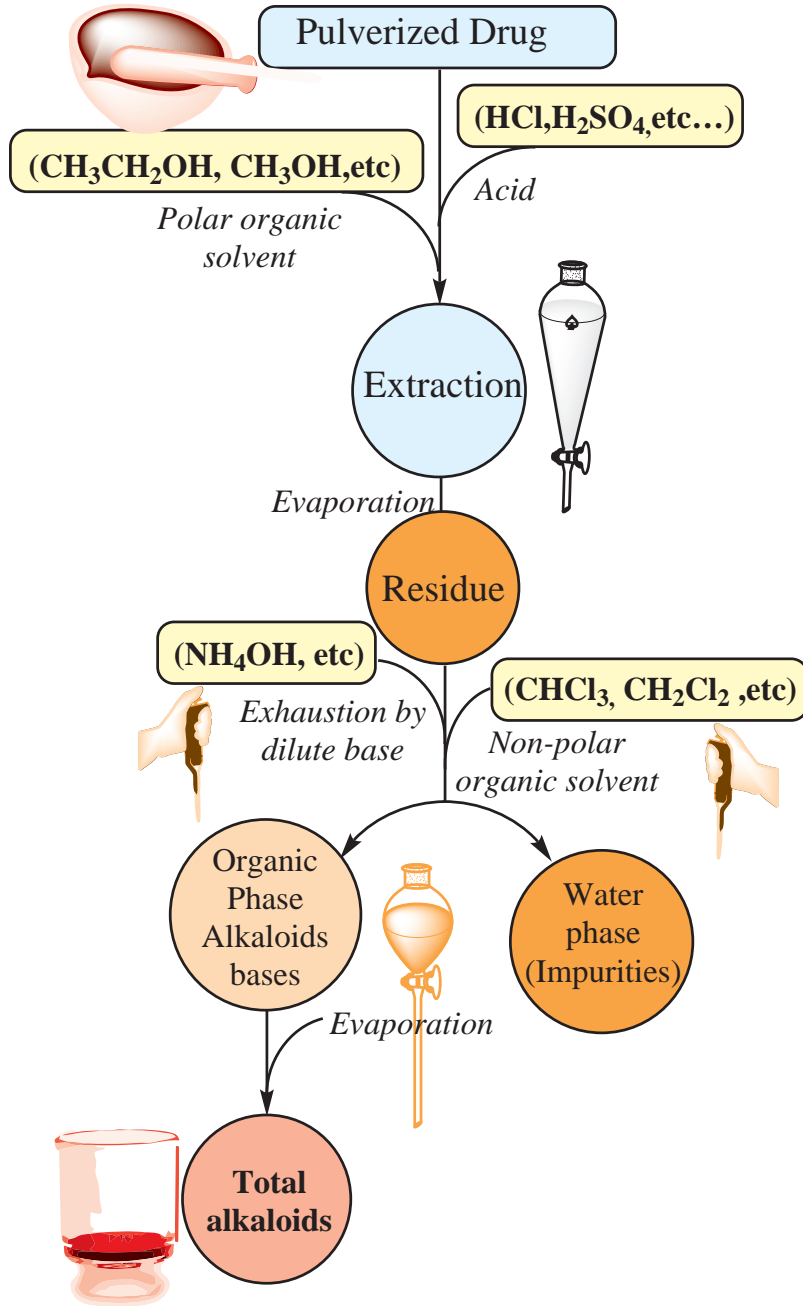 Pulverized Drug
(HCl,H₂SO₄,etc…)
(CH₃CH₂OH, CH₃OH,etc)
Acid
Polar organic
solvent
Extraction
Evaporation
Residue
(NH₄OH, etc)
(CHCl₃, CH₂Cl₂ ,etc)
Exhaustion by
dilute base
Non-polar
organic solvent
Organic
Phase
Alkaloids
bases
Water
phase
(Impurities)
Evaporation
Total
alkaloids